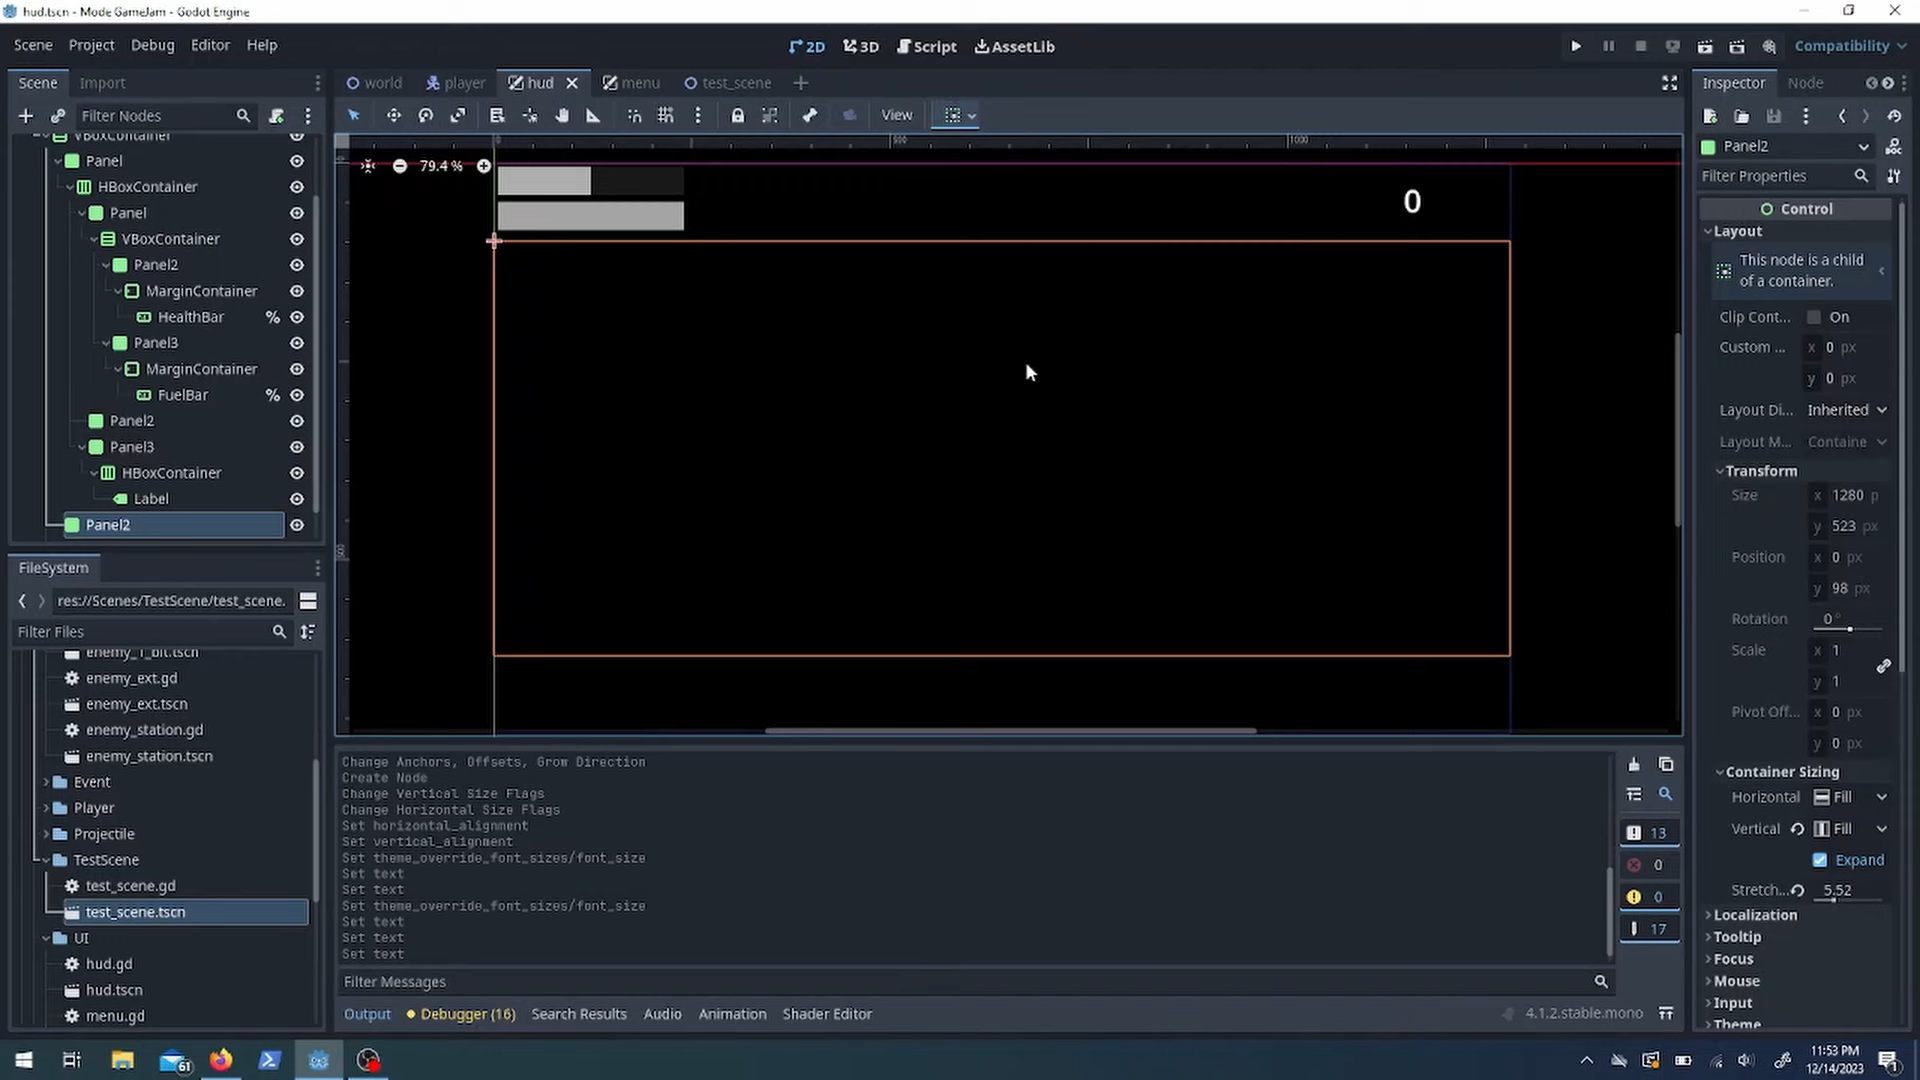 hud.tscn - Mode GameJam - Godot Engine
Scene Project Debug Editor Help
2D 3D Script AssetLib
Compatibility
Scene Import
world player hud menu test_scene
Inspector Node
Filter Nodes
View
Panel2
Filter Properties
79.4 %
0
500
1000
0
VBoxContainer
Panel
HBoxContainer
Panel
VBoxContainer
Panel2
MarginContainer
HealthBar %
Panel3
MarginContainer
FuelBar %
Panel2
Panel3
HBoxContainer
Label
Panel2
Control
Layout
This node is a child
of a container.
Clip Cont... On
Custom ... x 0 px
y 0 px
Layout Di... Inherited
Layout M... Containe
Transform
Size x 1280 p
y 523 px
Position x 0 px
y 98 px
Rotation 0 °
Scale x 1
y 1
Pivot Off... x 0 px
y 0 px
Container Sizing
Horizontal Fill
Vertical Fill
Expand
Stretch... 5.52
Localization
Tooltip
Focus
Mouse
Input
Theme
FileSystem
res://Scenes/TestScene/test_scene.
Filter Files
enemy_1_bit.tscn
enemy_ext.gd
enemy_ext.tscn
enemy_station.gd
enemy_station.tscn
Event
Player
Projectile
TestScene
test_scene.gd
test_scene.tscn
UI
hud.gd
hud.tscn
menu.gd
Change Anchors, Offsets, Grow Direction
Create Node
Change Vertical Size Flags
Change Horizontal Size Flags
Set horizontal_alignment
Set vertical_alignment
Set theme_override_font_sizes/font_size
Set text
Set text
Set theme_override_font_sizes/font_size
Set text
Set text
Set text
13
0
0
17
Filter Messages
Output Debugger (16) Search Results Audio Animation Shader Editor
4.1.2.stable.mono
61
11:53 PM
12/14/2023
1